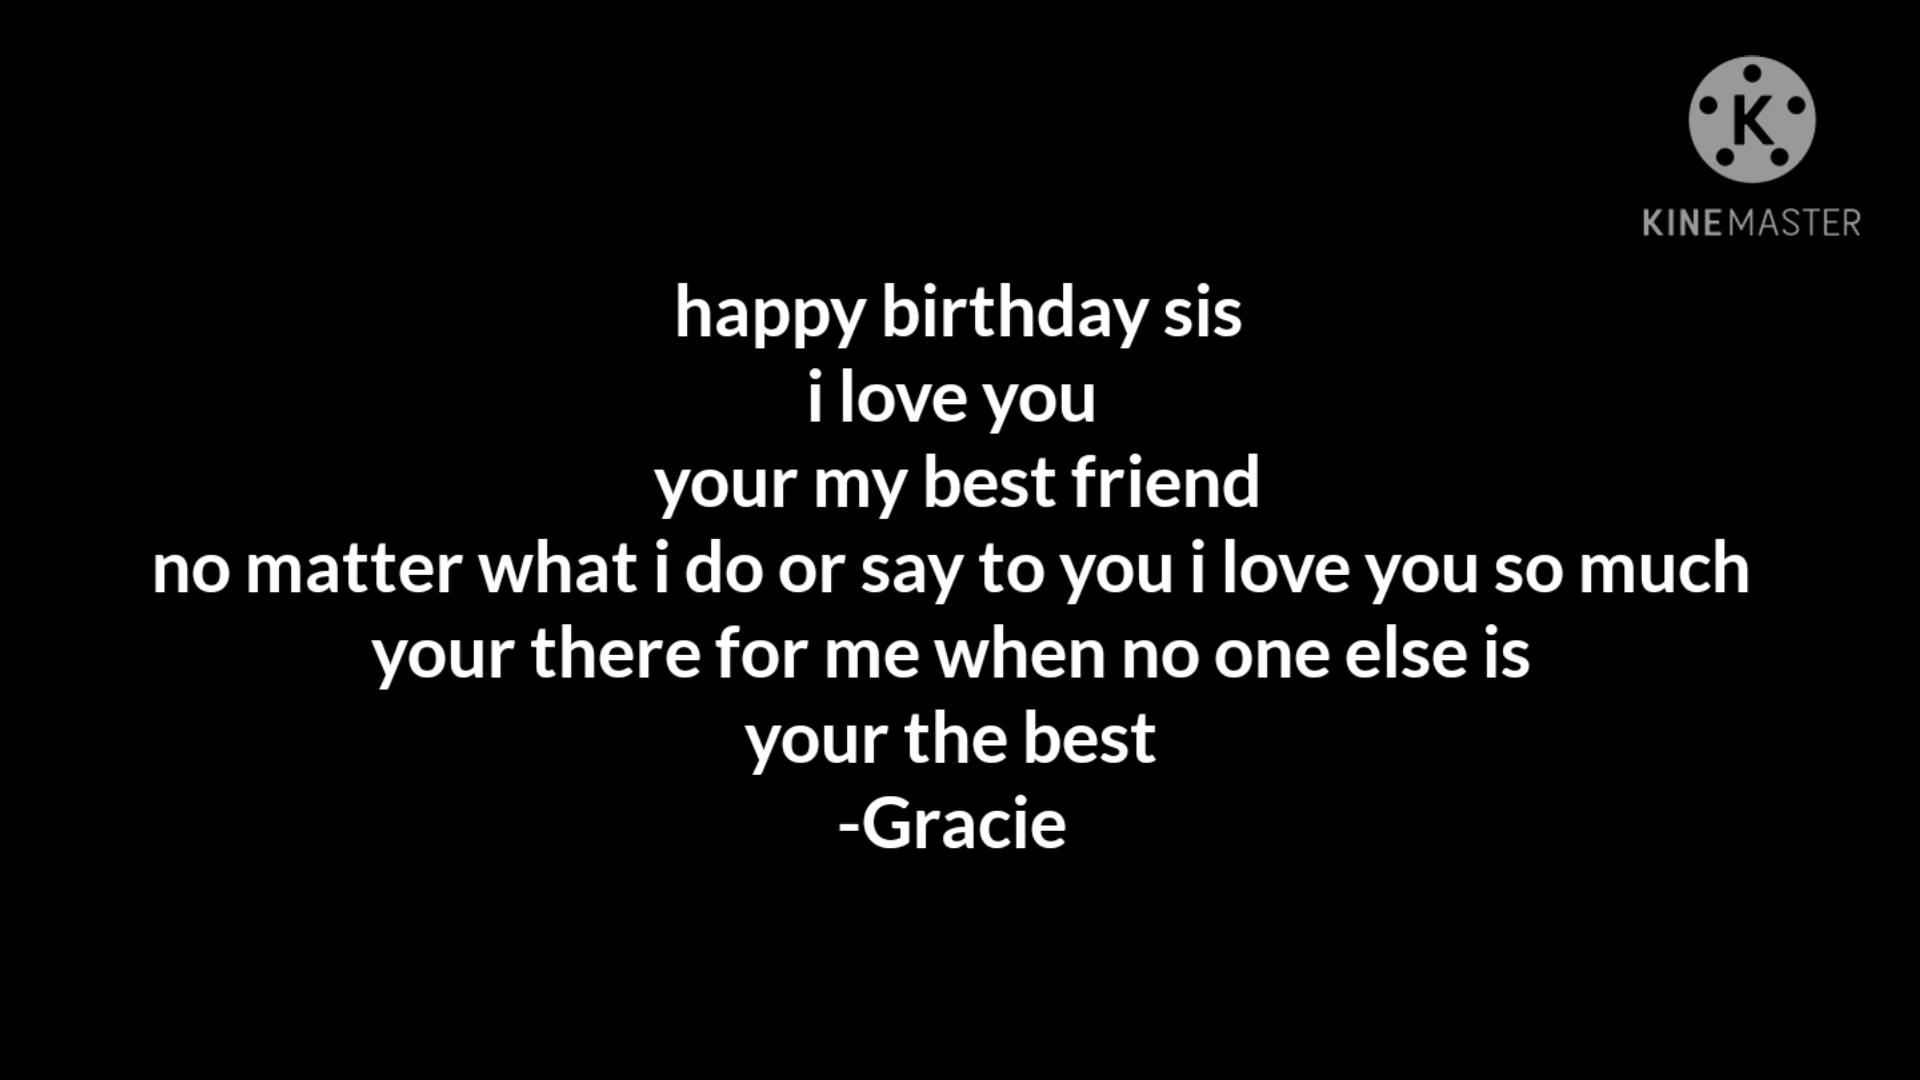 K
KINEMASTER
happy birthday sis
i love you
your my best friend
no matter what i do or say to you i love you so much
your there for me when no one else is
your the best
-Gracie